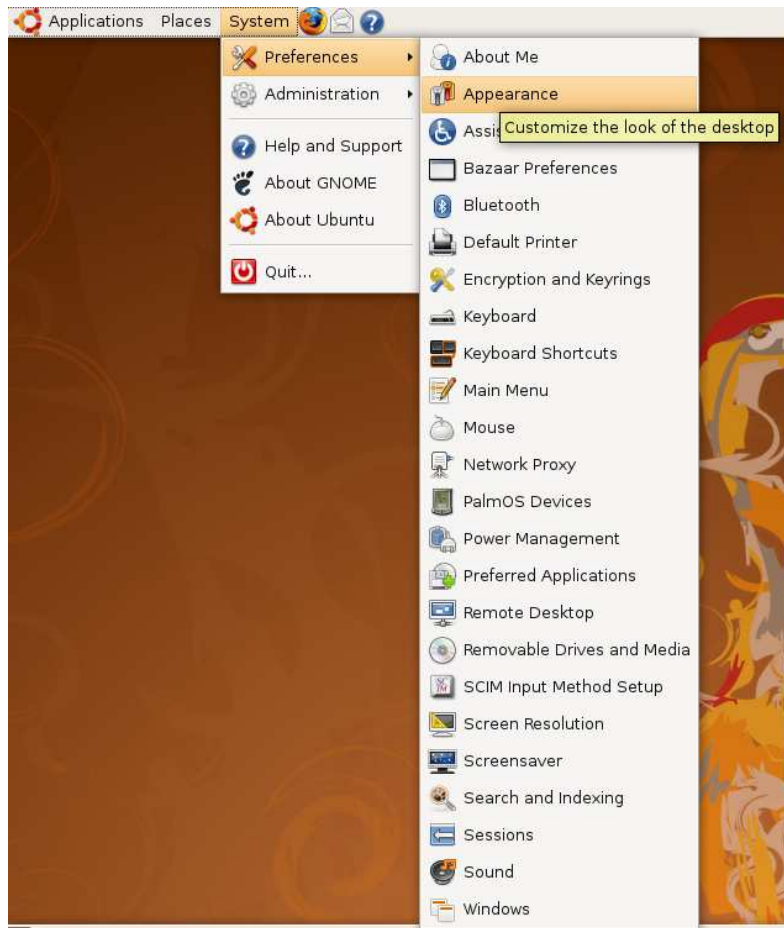 Applications Places System
Preferences
Administration
Help and Support
About GNOME
About Ubuntu
Quit...
About Me
Appearance
Customize the look of the desktop
Assis
Bazaar Preferences
Bluetooth
Default Printer
Encryption and Keyrings
Keyboard
Keyboard Shortcuts
Main Menu
Mouse
Network Proxy
PalmOS Devices
Power Management
Preferred Applications
Remote Desktop
Removable Drives and Media
SCIM Input Method Setup
Screen Resolution
Screensaver
Search and Indexing
Sessions
Sound
Windows